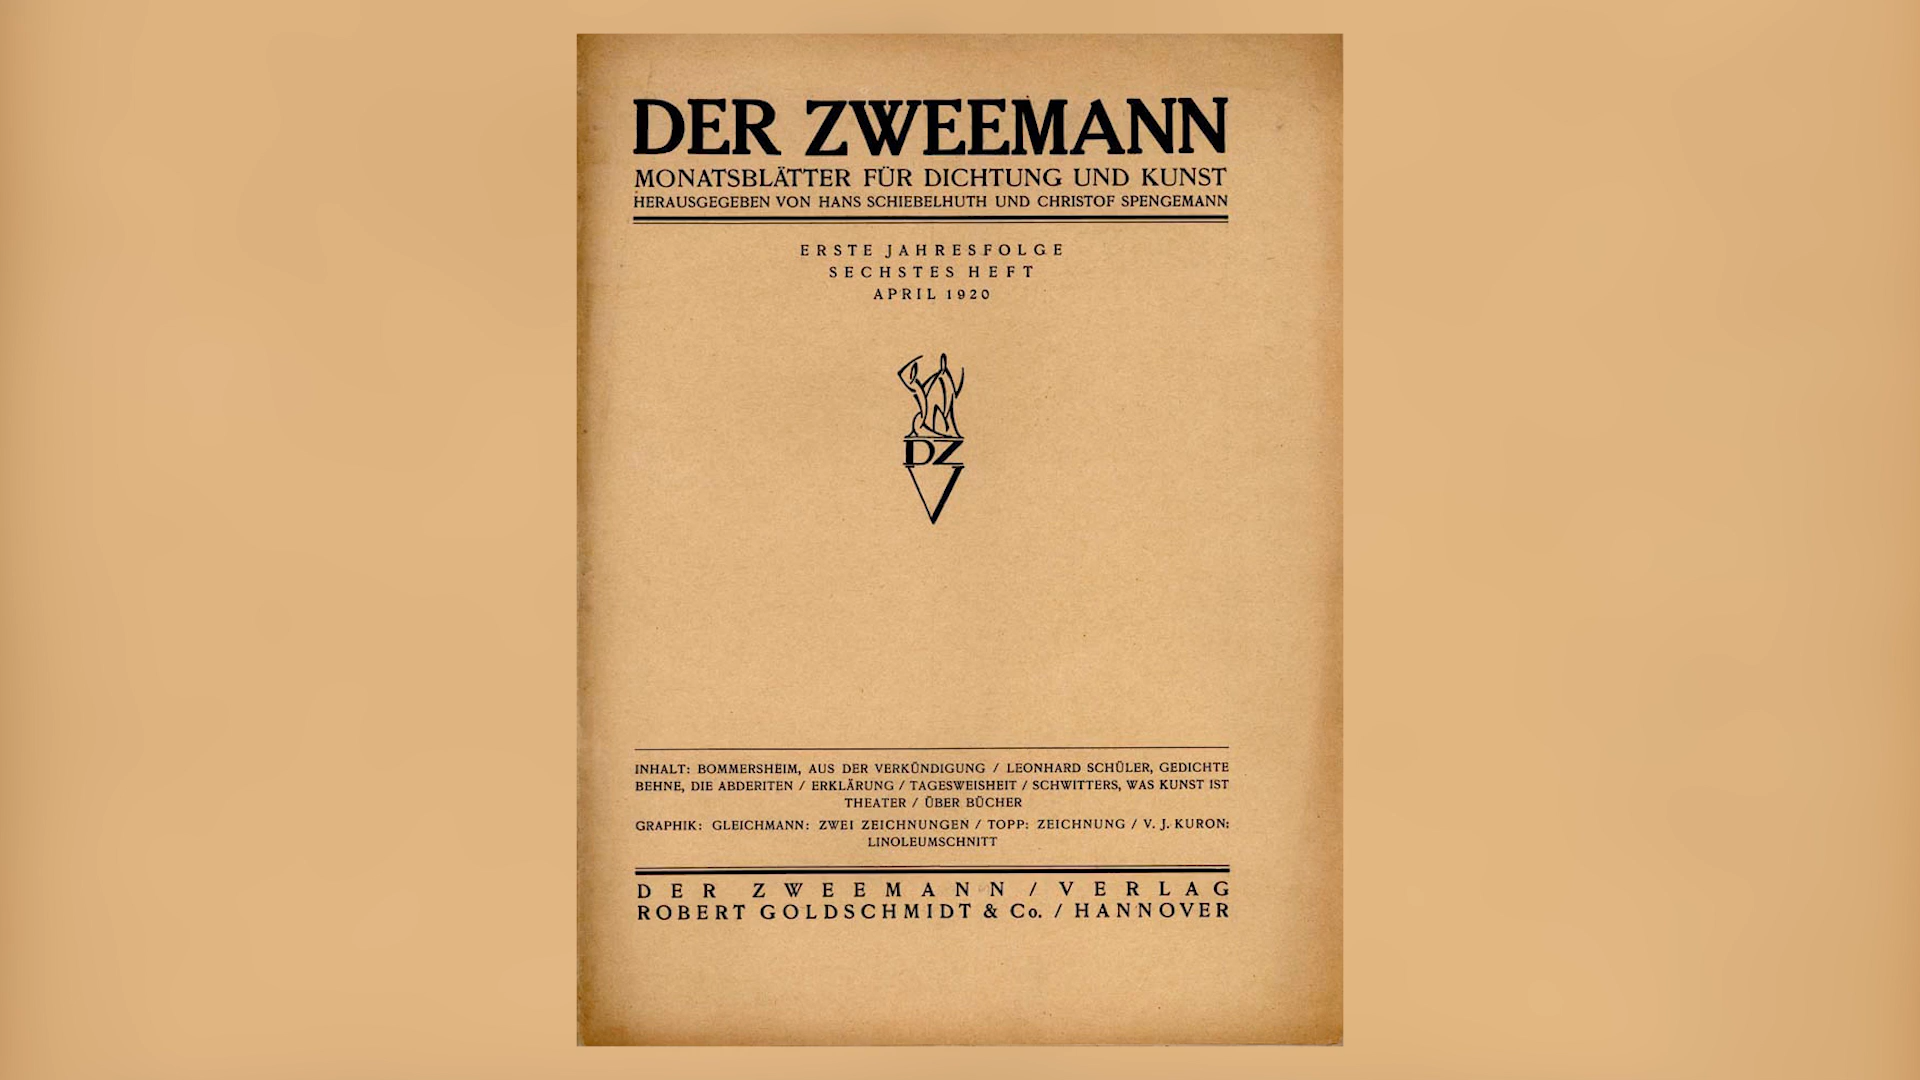 DER ZWEEMANN
MONATSBLÄTTER FÜR DICHTUNG UND KUNST
HERAUSGEGEBEN VON HANS SCHIEBELHUTH UND CHRISTOF SPENGEMANN
ERSTE JAHRESFOLGE
SECHSTES HEFT
APRIL 1920
DZ
V
INHALT: BOMMERSHEIM, AUS DER VERKÜNDIGUNG / LEONHARD SCHÜLER, GEDICHTE
BEHNE, DIE ABDERITEN / ERKLÄRUNG / TAGESWEISHEIT / SCHWITTERS, WAS KUNST IST
THEATER / ÜBER BÜCHER
GRAPHIK: GLEICHMANN: ZWEI ZEICHNUNGEN / TOPP: ZEICHNUNG / V. J. KURON:
LINOLEUMSCHNITT
DER ZWEEMANN / VERLAG
ROBERT GOLDSCHMIDT & Co. / HANNOVER